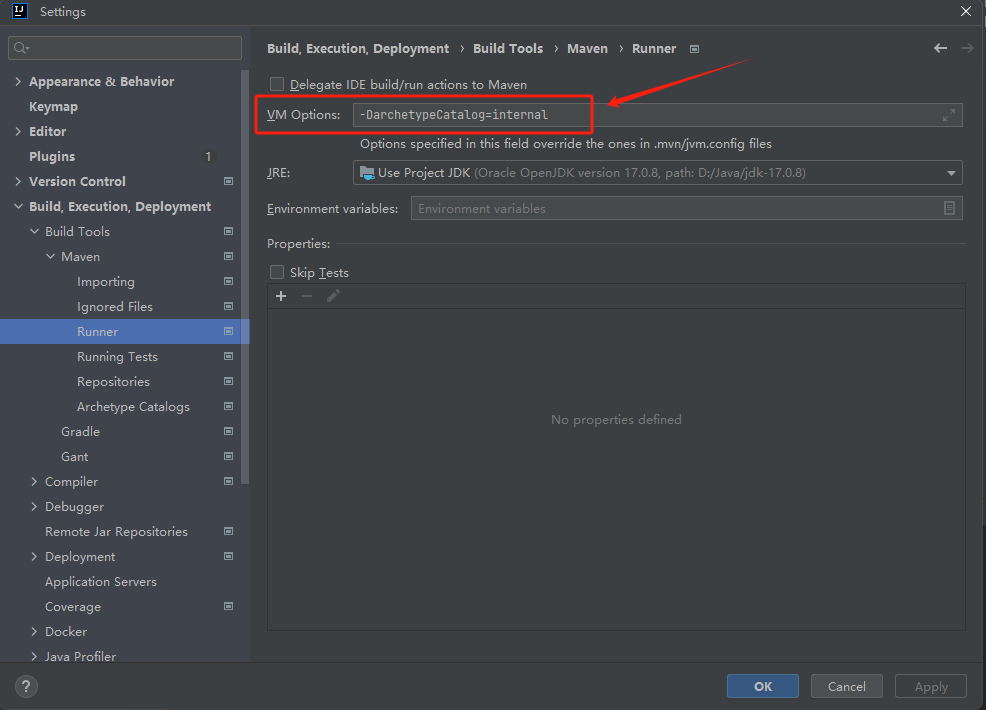 IJ Settings
Build, Execution, Deployment › Build Tools › Maven › Runner
Appearance & Behavior
Keymap
Editor
Plugins 1
Version Control
Build, Execution, Deployment
Build Tools
Maven
Importing
Ignored Files
Runner
Running Tests
Repositories
Archetype Catalogs
Gradle
Gant
Compiler
Debugger
Remote Jar Repositories
Deployment
Application Servers
Coverage
Docker
Java Profiler
Delegate IDE build/run actions to Maven
VM Options: -DarchetypeCatalog=internal
Options specified in this field override the ones in .mvn/jvm.config files
JRE: Use Project JDK (Oracle OpenJDK version 17.0.8, path: D:/Java/jdk-17.0.8)
Environment variables: Environment variables
Properties:
Skip Tests
No properties defined
? OK Cancel Apply